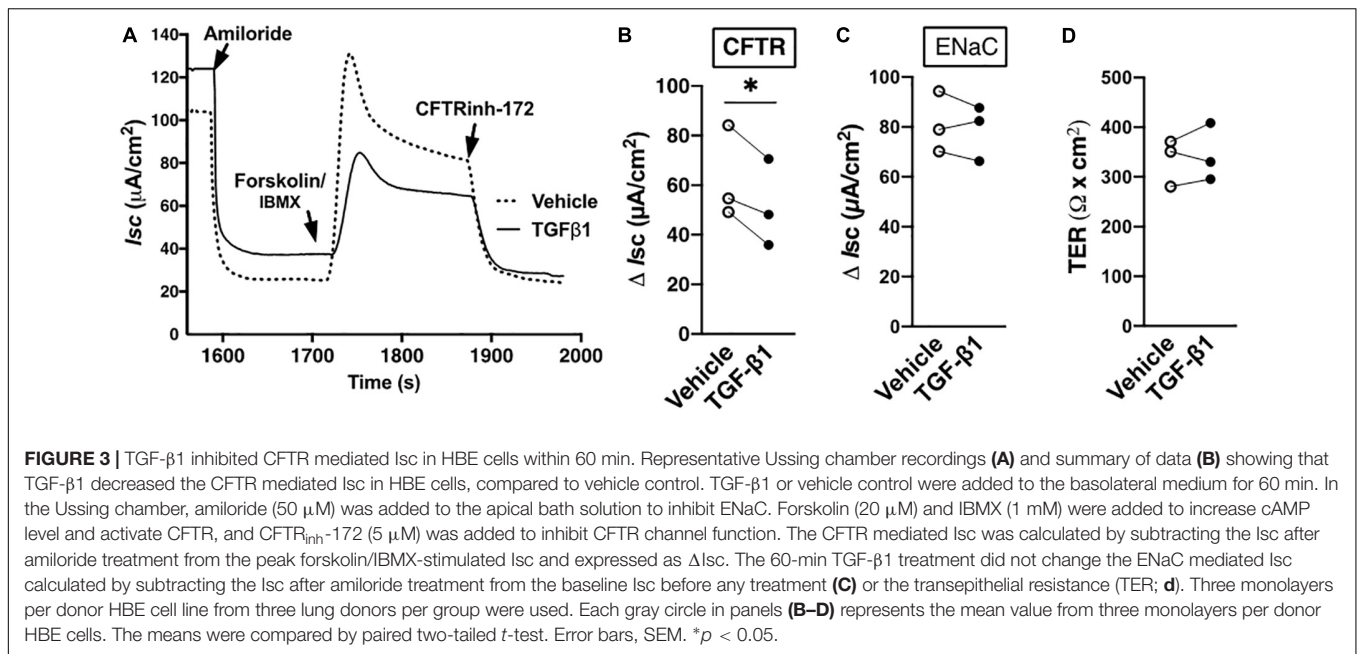 A
Amiloride
140
120
100
80
60
40
20
0
Isc (µA/cm2)
Forskolin/
IBMX
CFTRinh-172
Vehicle
TGFβ1
1600 1700 1800 1900 2000
Time (s)
B
CFTR
*
100
80
60
40
20
0
Δ Isc (µA/cm²)
Vehicle
TGF-β1
C
ENaC
100
80
60
40
20
0
Δ Isc (µA/cm²)
Vehicle
TGF-β1
D
500
400
300
200
100
0
TER (Ω x cm²)
Vehicle
TGF-β1
FIGURE 3 | TGF-β1 inhibited CFTR mediated Isc in HBE cells within 60 min. Representative Ussing chamber recordings (A) and summary of data (B) showing that
TGF-β1 decreased the CFTR mediated Isc in HBE cells, compared to vehicle control. TGF-β1 or vehicle control were added to the basolateral medium for 60 min. In
the Ussing chamber, amiloride (50 µM) was added to the apical bath solution to inhibit ENaC. Forskolin (20 µM) and IBMX (1 mM) were added to increase cAMP
level and activate CFTR, and CFTRinh-172 (5 µM) was added to inhibit CFTR channel function. The CFTR mediated Isc was calculated by subtracting the Isc after
amiloride treatment from the peak forskolin/IBMX-stimulated Isc and expressed as ΔIsc. The 60-min TGF-β1 treatment did not change the ENaC mediated Isc
calculated by subtracting the Isc after amiloride treatment from the baseline Isc before any treatment (C) or the transepithelial resistance (TER; d). Three monolayers
per donor HBE cell line from three lung donors per group were used. Each gray circle in panels (B–D) represents the mean value from three monolayers per donor
HBE cells. The means were compared by paired two-tailed t-test. Error bars, SEM. *p < 0.05.